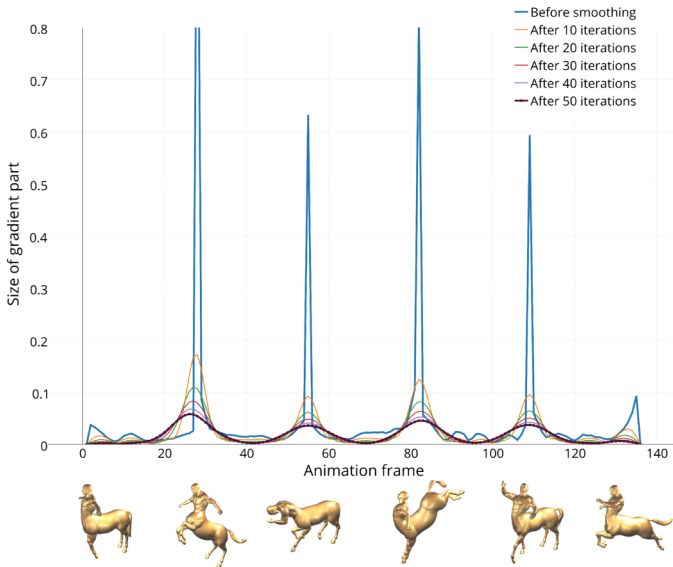 Before smoothing
After 10 iterations
After 20 iterations
After 30 iterations
After 40 iterations
After 50 iterations
Size of gradient part
0.8
0.7
0.6
0.5
0.4
0.3
0.2
0.1
0
0 20 40 60 80 100 120 140
Animation frame